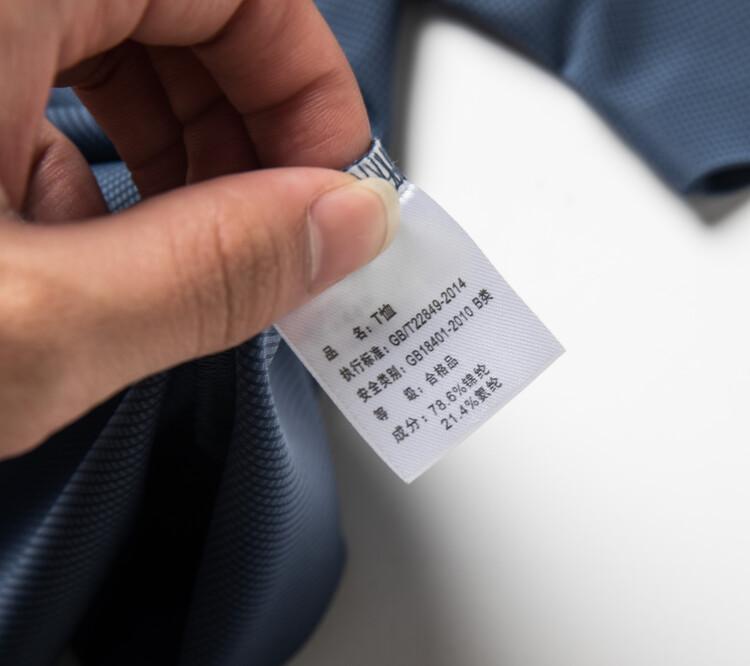 品 名：T恤
执行标准：GB/T22849-2014
安全类别：GB18401-2010 B类
等 级：合格品
成分：78.6%锦纶
21.4%氨纶